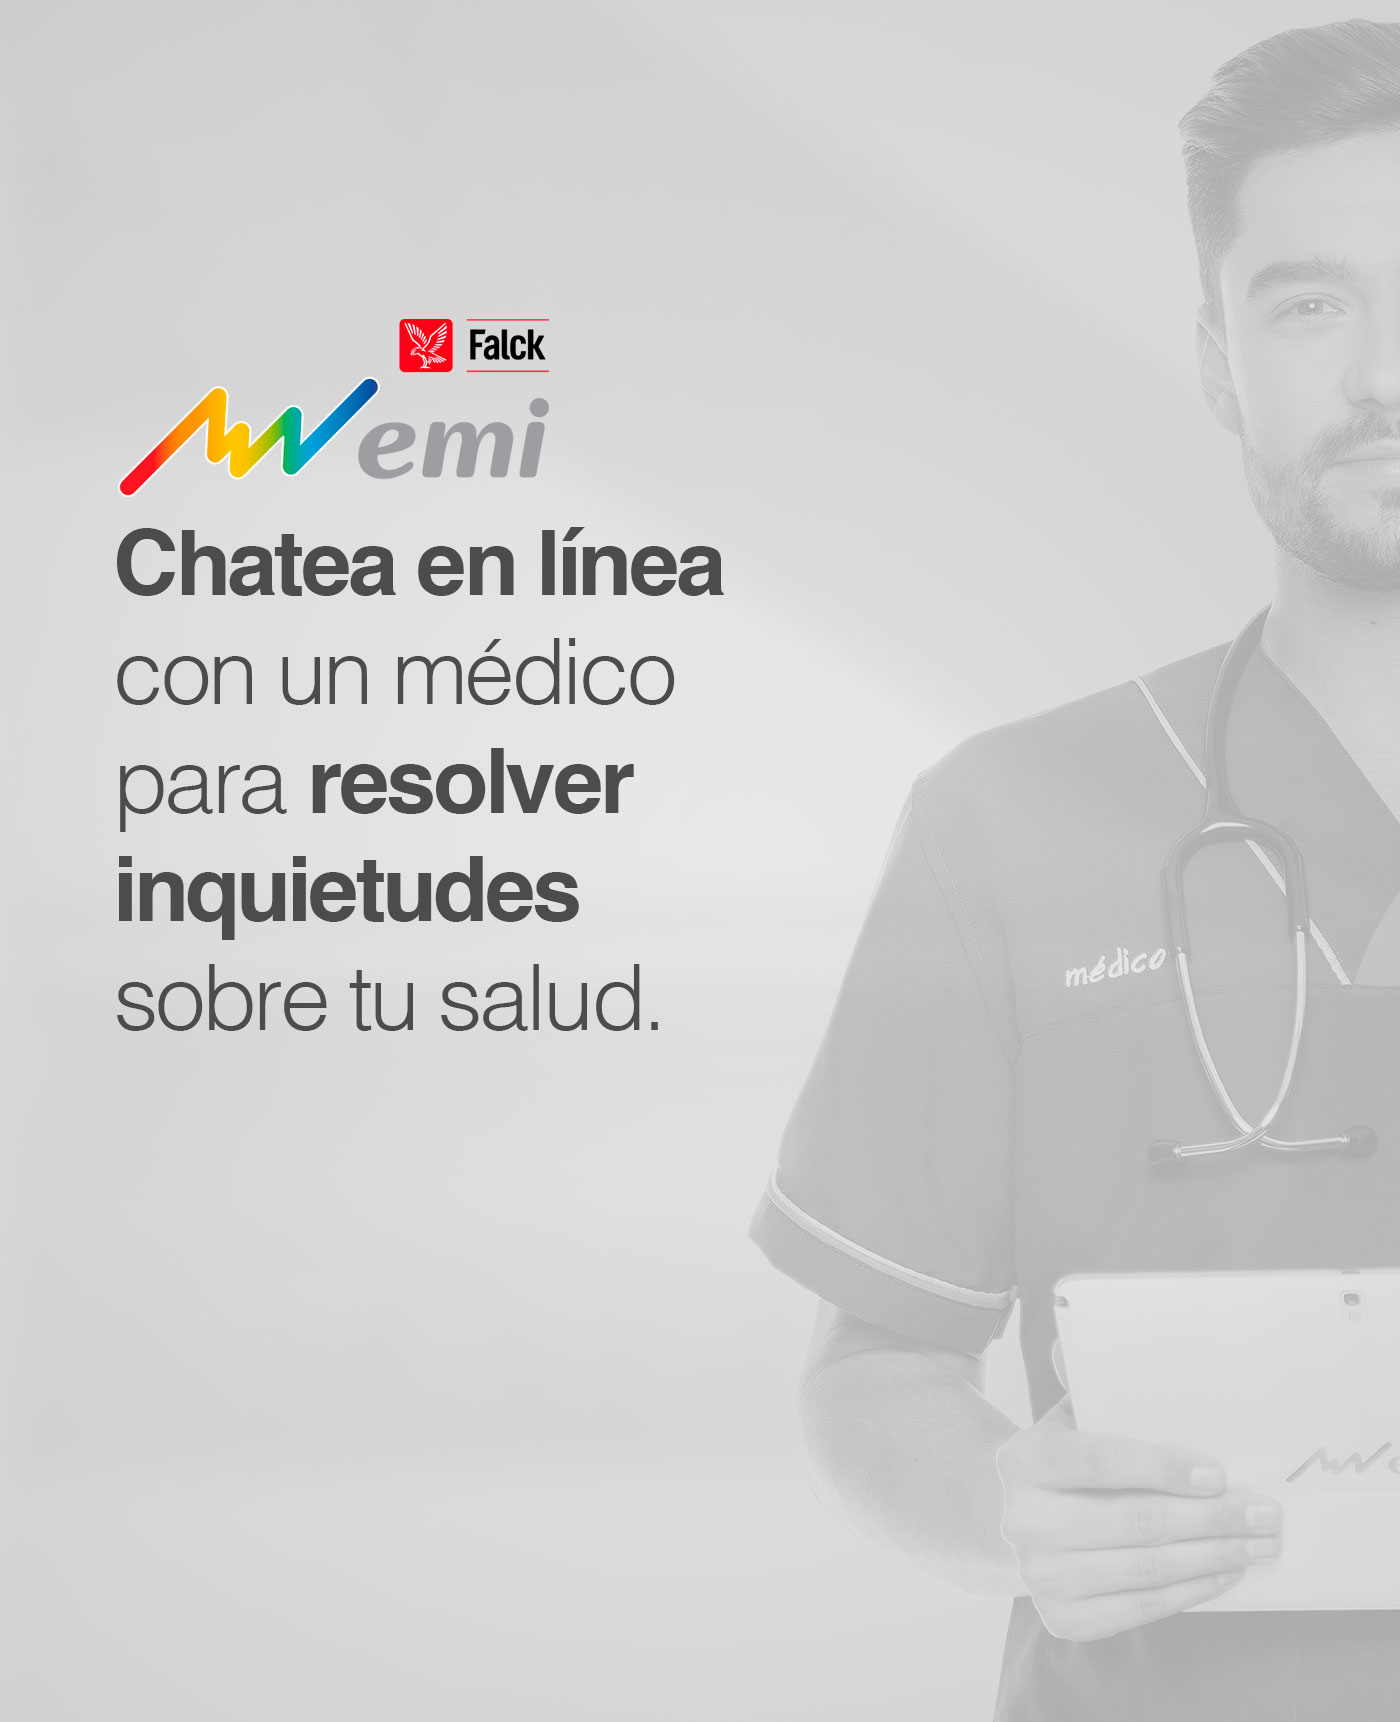 Falck
emi
Chatea en línea
con un médico
para resolver
inquietudes
sobre tu salud.
médico